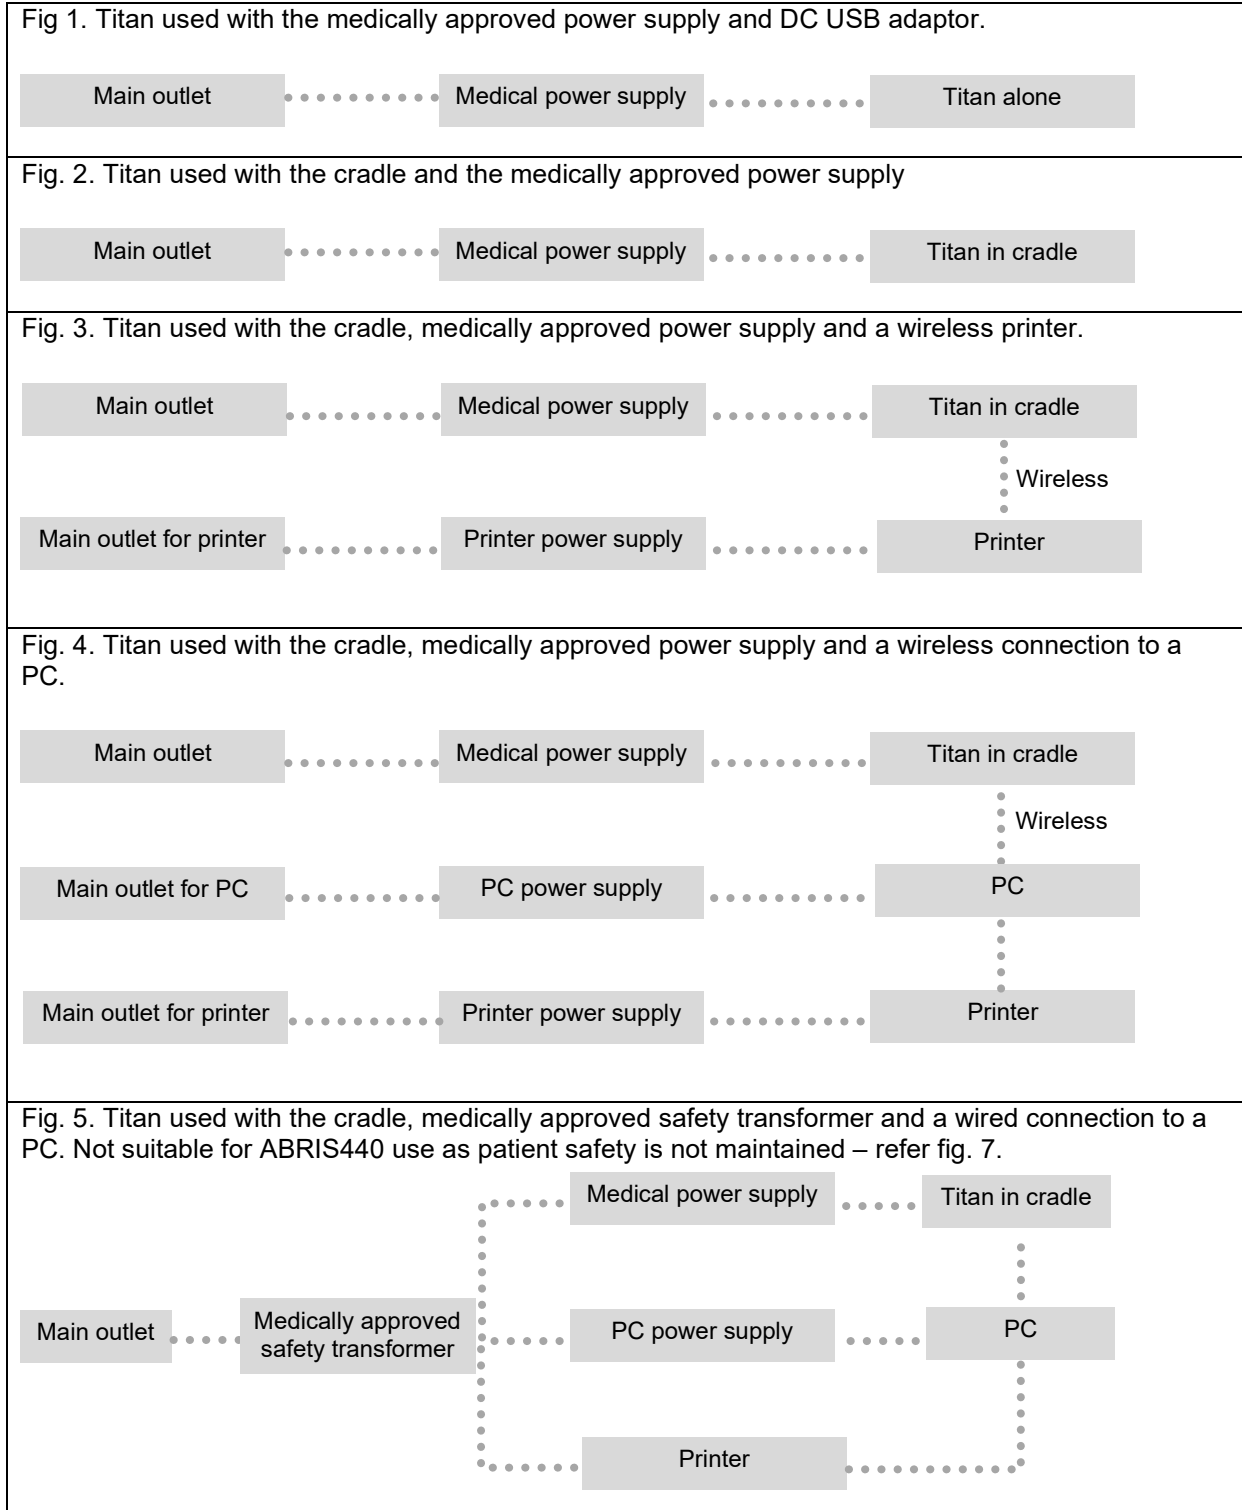 Fig 1. Titan used with the medically approved power supply and DC USB adaptor.
Main outlet
Medical power supply
Titan alone
Fig. 2. Titan used with the cradle and the medically approved power supply
Main outlet
Medical power supply
Titan in cradle
Fig. 3. Titan used with the cradle, medically approved power supply and a wireless printer.
Main outlet
Medical power supply
Titan in cradle
Wireless
Main outlet for printer
Printer power supply
Printer
Fig. 4. Titan used with the cradle, medically approved power supply and a wireless connection to a
PC.
Main outlet
Medical power supply
Titan in cradle
Wireless
Main outlet for PC
PC power supply
PC
Main outlet for printer
Printer power supply
Printer
Fig. 5. Titan used with the cradle, medically approved safety transformer and a wired connection to a
PC. Not suitable for ABRIS440 use as patient safety is not maintained – refer fig. 7.
Medical power supply
Titan in cradle
Main outlet
Medically approved
safety transformer
PC power supply
PC
Printer